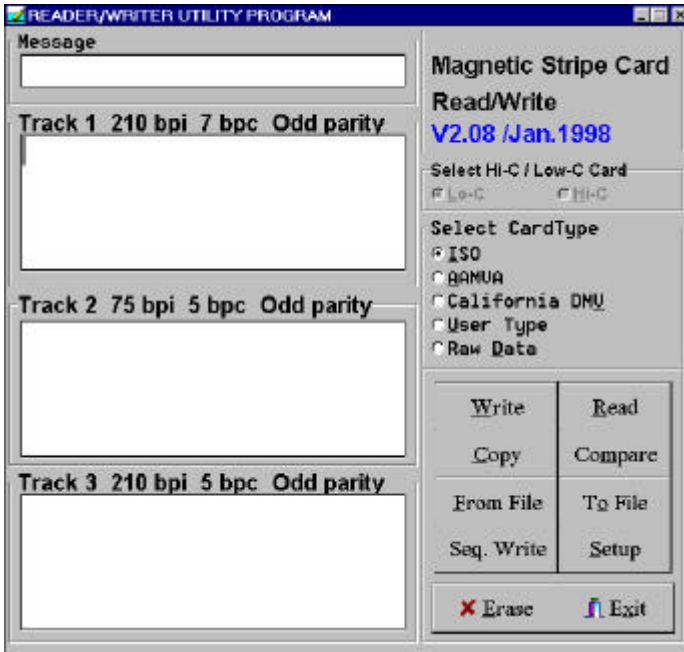 READER/WRITER UTILITY PROGRAM
Message
Track 1 210 bpi 7 bpc Odd parity
Track 2 75 bpi 5 bpc Odd parity
Track 3 210 bpi 5 bpc Odd parity
Magnetic Stripe Card
Read/Write
V2.08 /Jan.1998
Select Hi-C / Low-C Card
Lo-C Hi-C
Select CardType
ISO
AAMVA
California DMV
User Type
Raw Data
Write Read
Copy Compare
From File To File
Seq. Write Setup
Erase Exit